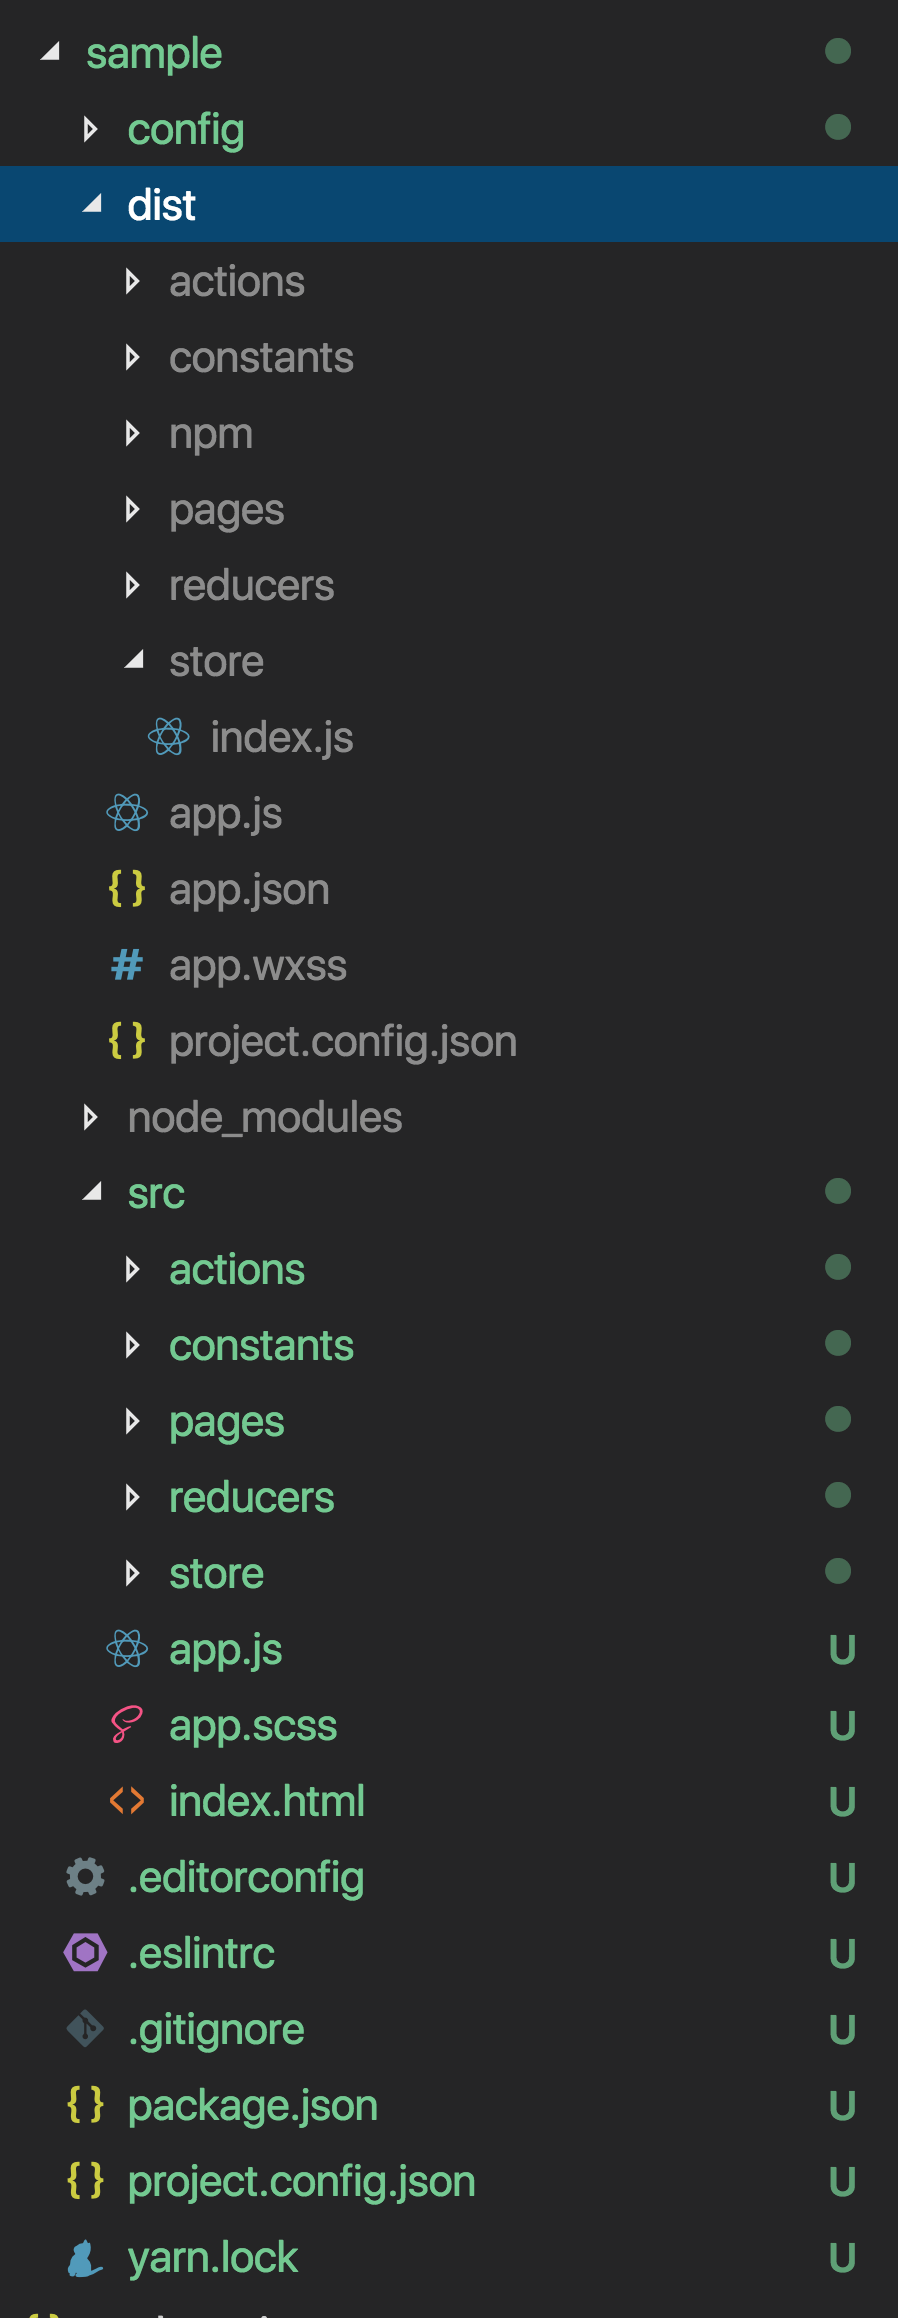 sample
config
dist
actions
constants
npm
pages
reducers
store
index.js
app.js
{ } app.json
# app.wxss
{ } project.config.json
node_modules
src
actions
constants
pages
reducers
store
app.js U
app.scss U
<> index.html U
.editorconfig U
.eslintrc U
.gitignore U
{ } package.json U
{ } project.config.json U
yarn.lock U